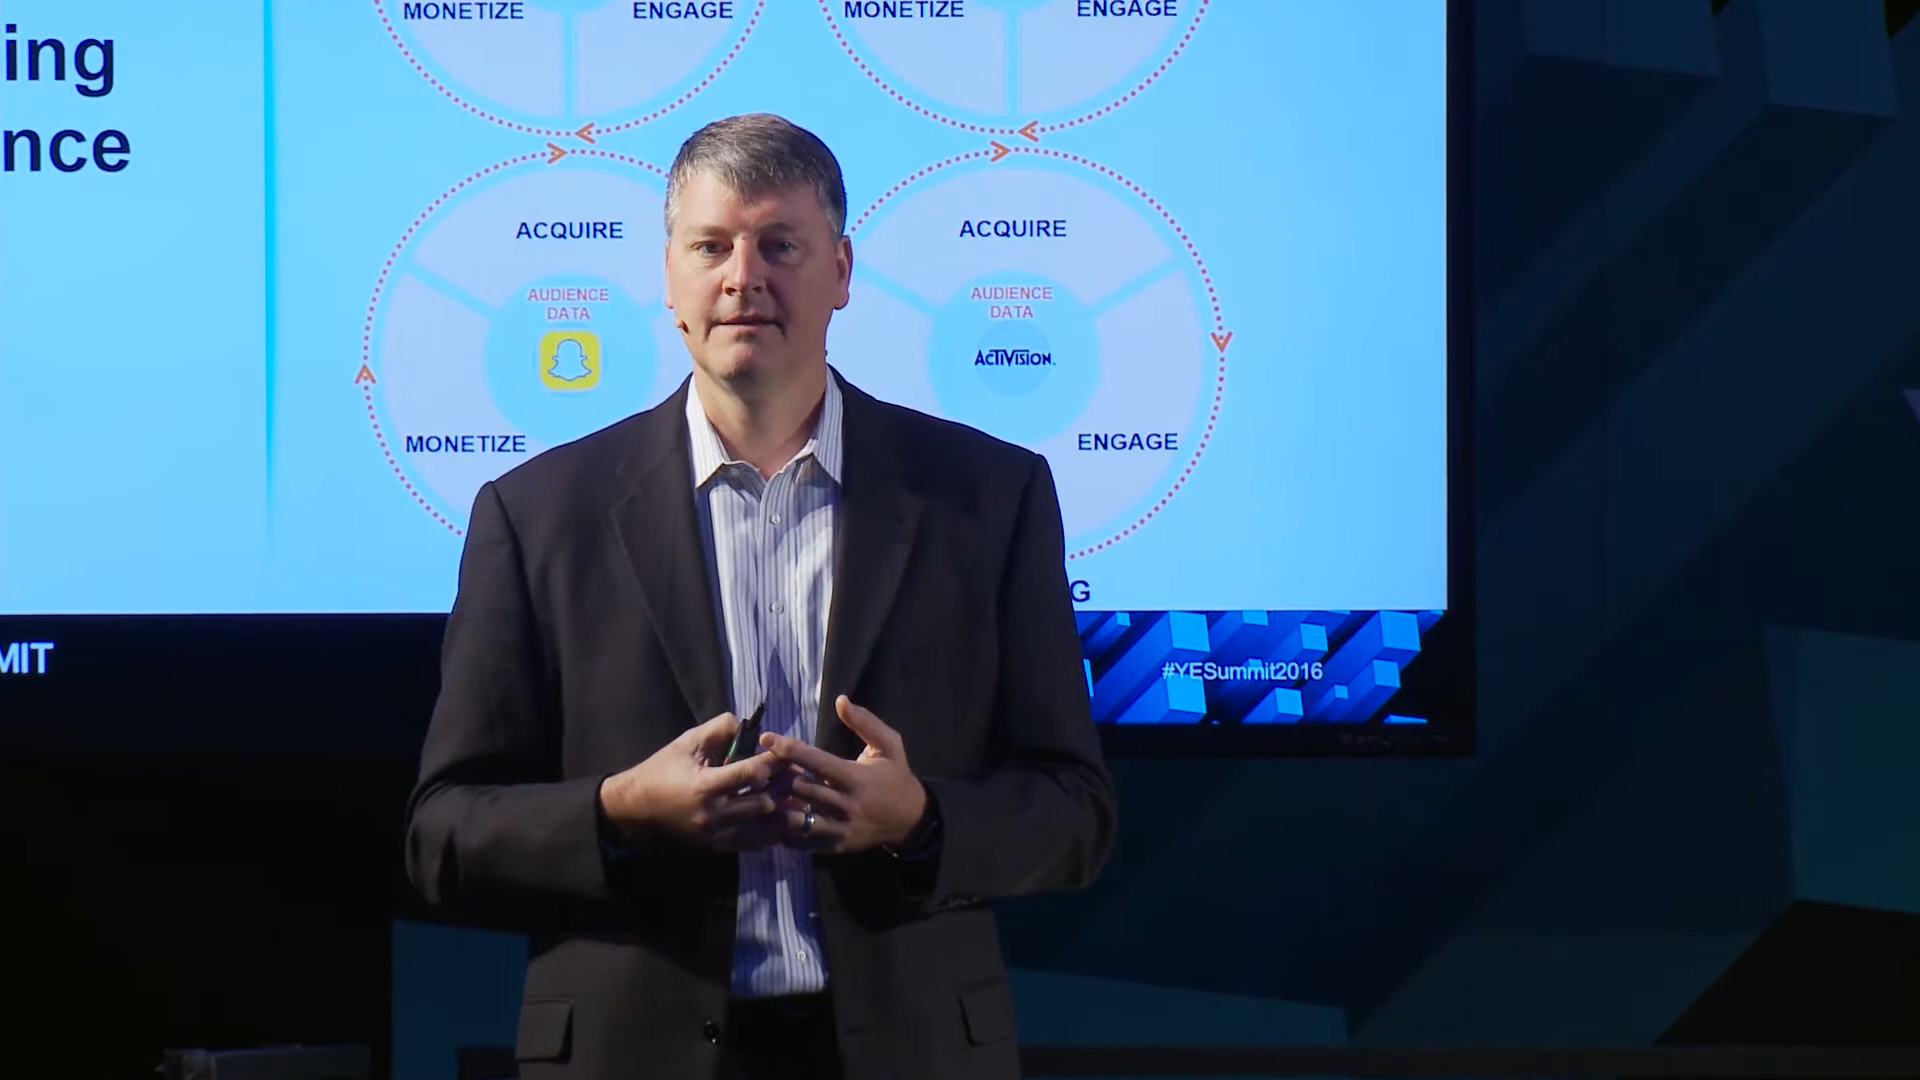 ing
nce
MONETIZE
ENGAGE
MONETIZE
ENGAGE
ACQUIRE
AUDIENCE
DATA
MONETIZE
ACQUIRE
AUDIENCE
DATA
ACTIVISION
ENGAGE
G
MIT
#YESummit2016